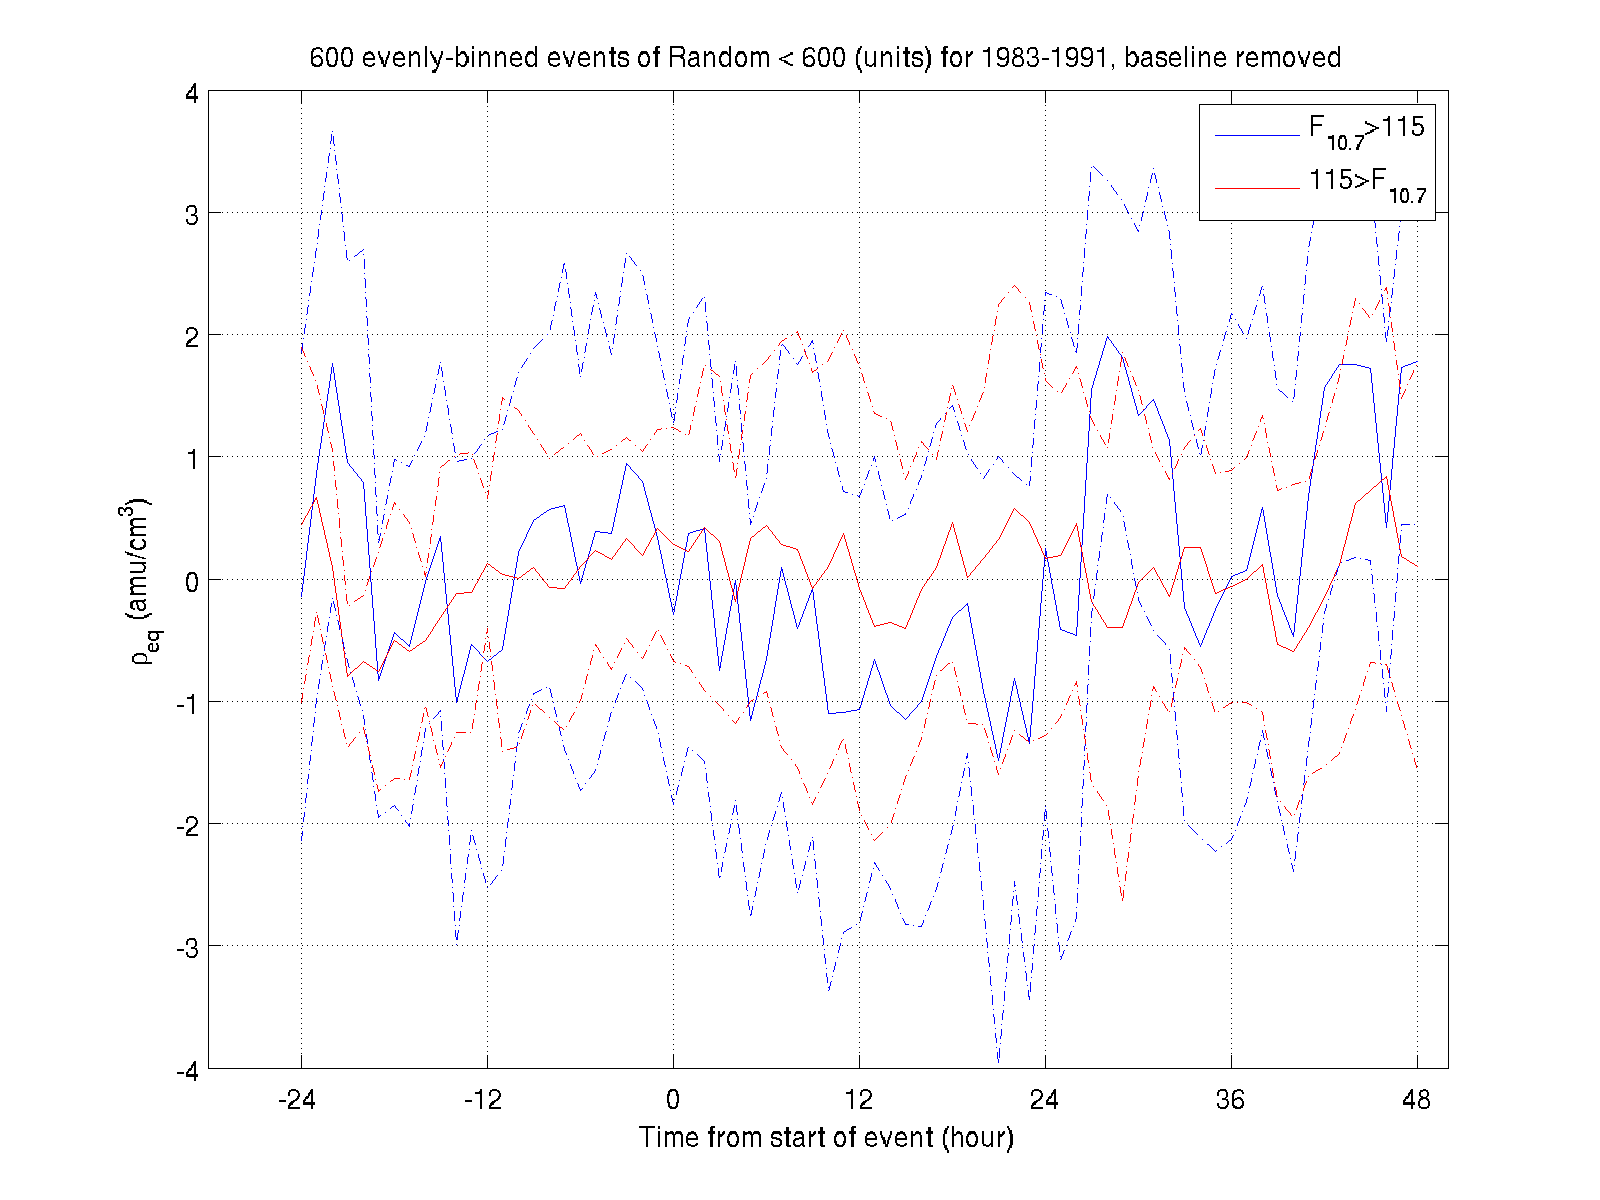 600 evenly-binned events of Random < 600 (units) for 1983-1991, baseline removed
F10.7>115
115>F10.7
4
3
2
1
0
-1
-2
-3
-4
ρeq (amu/cm3)
-24 -12 0 12 24 36 48
Time from start of event (hour)